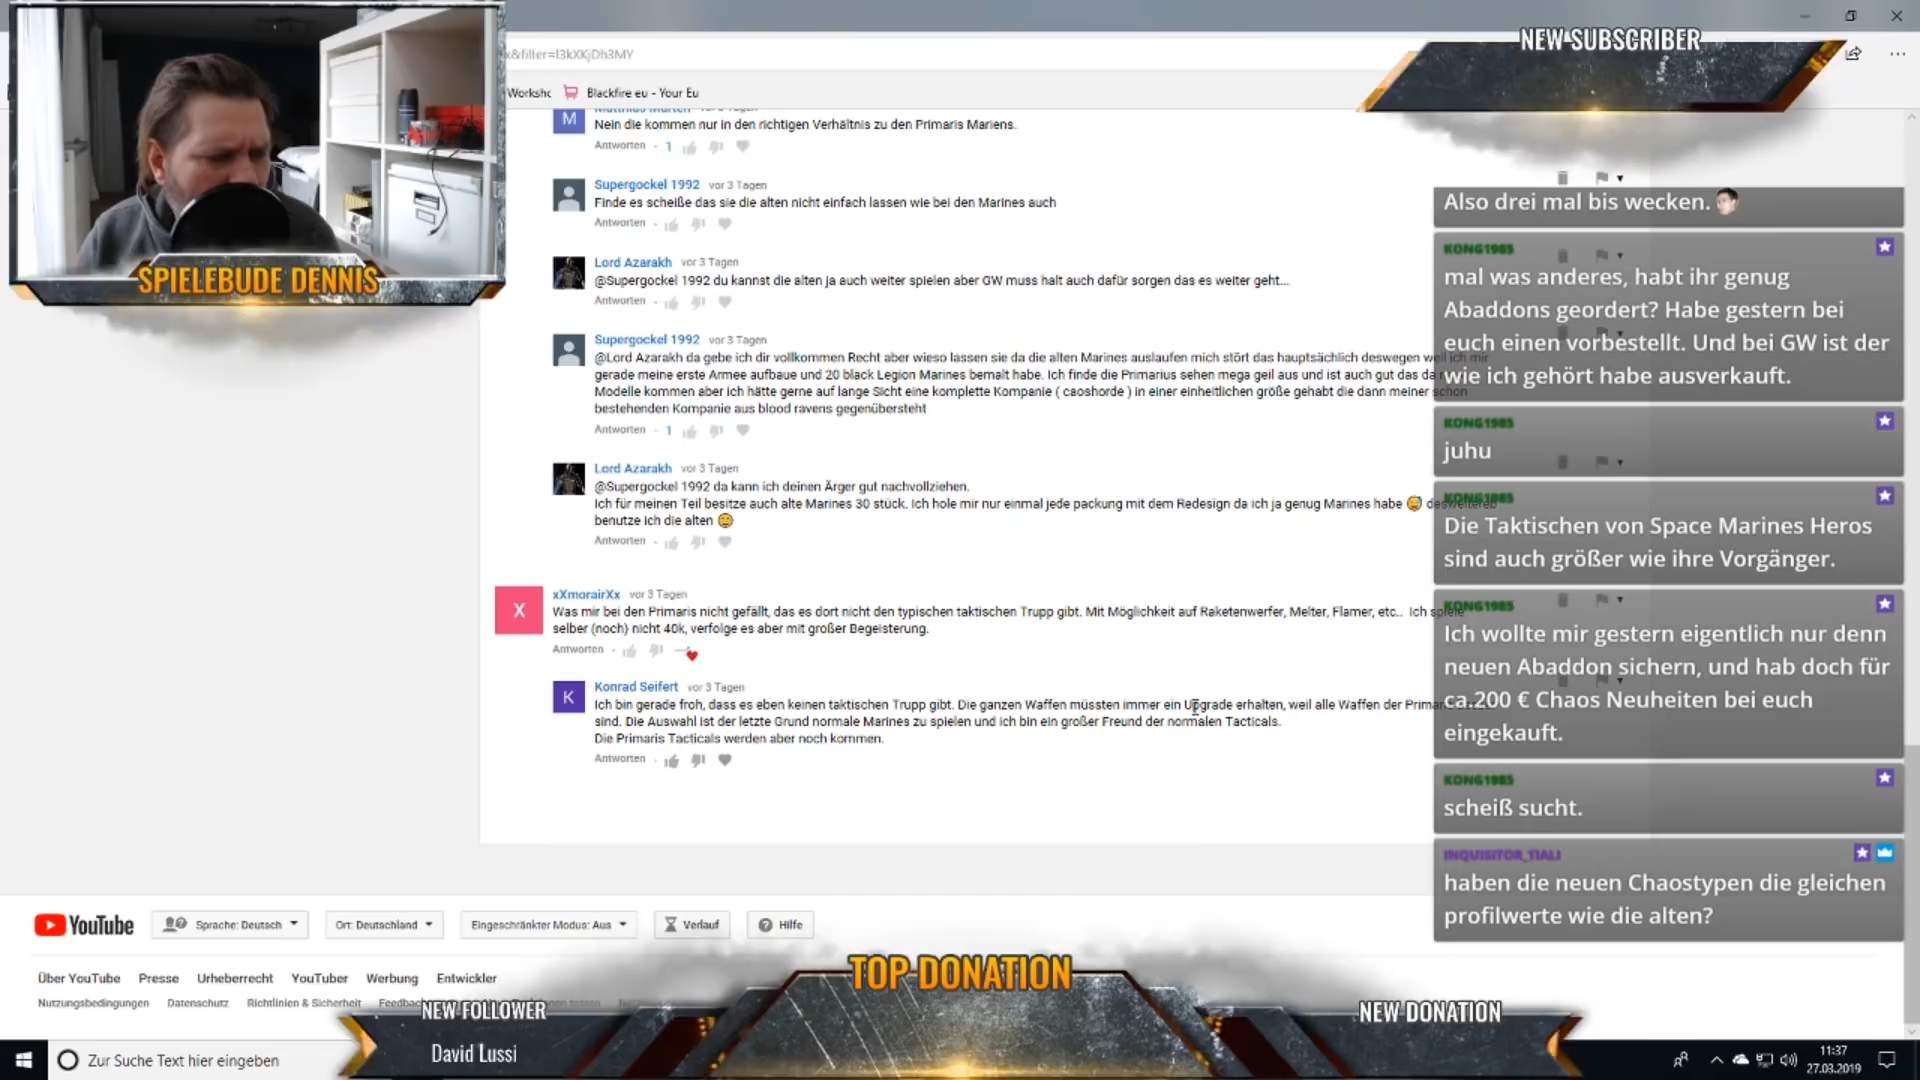 x&filter=l3kXKjDh3MY
NEW SUBSCRIBER
Worksho
Blackfire eu - Your Eu
M
Nein die kommen nur in den richtigen Verhältnis zu den Primaris Mariens.
Antworten · 1
Supergockel 1992 vor 3 Tagen
Finde es scheiße das sie die alten nicht einfach lassen wie bei den Marines auch
Antworten ·
Lord Azarakh vor 3 Tagen
@Supergockel 1992 du kannst die alten ja auch weiter spielen aber GW muss halt auch dafür sorgen das es weiter geht...
Antworten ·
Supergockel 1992 vor 3 Tagen
@Lord Azarakh da gebe ich dir vollkommen Recht aber wieso lassen sie da die alten Marines auslaufen mich stört das hauptsächlich deswegen weil ich mir
gerade meine erste Armee aufbaue und 20 black Legion Marines bemalt habe. Ich finde die Primarius sehen mega geil aus und ist auch gut das da
Modelle kommen aber ich hätte gerne auf lange Sicht eine komplette Kompanie ( caoshorde ) in einer einheitlichen größe gehabt die dann meiner schon
bestehenden Kompanie aus blood ravens gegenübersteht
Antworten · 1
Lord Azarakh vor 3 Tagen
@Supergockel 1992 da kann ich deinen Ärger gut nachvollziehen.
Ich für meinen Teil besitze auch alte Marines 30 stück. Ich hole mir nur einmal jede packung mit dem Redesign da ich ja genug Marines habe
benutze ich die alten
Antworten ·
X
xXmorairXx vor 3 Tagen
Was mir bei den Primaris nicht gefällt, das es dort nicht den typischen taktischen Trupp gibt. Mit Möglichkeit auf Raketenwerfer, Melter, Flamer, etc.. Ich spiele
selber (noch) nicht 40k, verfolge es aber mit großer Begeisterung.
Antworten ·
K
Konrad Seifert vor 3 Tagen
Ich bin gerade froh, dass es eben keinen taktischen Trupp gibt. Die ganzen Waffen müssten immer ein Upgrade erhalten, weil alle Waffen der
sind. Die Auswahl ist der letzte Grund normale Marines zu spielen und ich bin ein großer Freund der normalen Tacticals.
Die Primaris Tacticals werden aber noch kommen.
Antworten ·
SPIELEBUDE DENNIS
Also drei mal bis wecken.
KONG1985
mal was anderes, habt ihr genug
Abaddons geordert? Habe gestern bei
euch einen vorbestellt. Und bei GW ist der
wie ich gehört habe ausverkauft.
KONG1985
juhu
KONG1985
Die Taktischen von Space Marines Heros
sind auch größer wie ihre Vorgänger.
KONG1985
Ich wollte mir gestern eigentlich nur denn
neuen Abaddon sichern, und hab doch für
ca.200 € Chaos Neuheiten bei euch
eingekauft.
KONG1985
scheiß sucht.
INQUISITOR_TIALI
haben die neuen Chaostypen die gleichen
profilwerte wie die alten?
YouTube
Sprache: Deutsch
Ort: Deutschland
Eingeschränkter Modus: Aus
Verlauf
Hilfe
Über YouTube Presse Urheberrecht YouTuber Werbung Entwickler
Nutzungsbedingungen Datenschutz Richtlinien & Sicherheit
TOP DONATION
NEW FOLLOWER
David Lussi
NEW DONATION
Zur Suche Text hier eingeben
11:37
27.03.2019